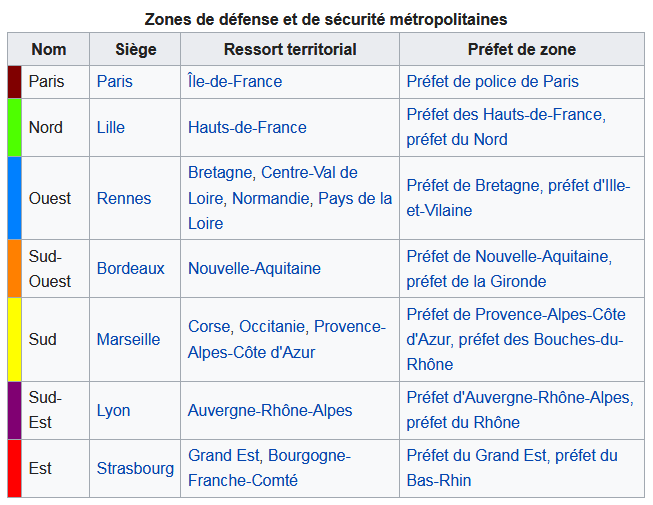 Zones de défense et de sécurité métropolitaines
Nom Siège Ressort territorial Préfet de zone
Paris Paris Île-de-France Préfet de police de Paris
Nord Lille Hauts-de-France Préfet des Hauts-de-France,
préfet du Nord
Ouest Rennes Bretagne, Centre-Val de
Loire, Normandie, Pays de la
Loire
Préfet de Bretagne, préfet d'Ille-
et-Vilaine
Sud-
Ouest
Bordeaux Nouvelle-Aquitaine
Préfet de Nouvelle-Aquitaine,
préfet de la Gironde
Sud Marseille Corse, Occitanie, Provence-
Alpes-Côte d'Azur
Préfet de Provence-Alpes-Côte
d'Azur, préfet des Bouches-du-
Rhône
Sud-
Est
Lyon Auvergne-Rhône-Alpes
Préfet d'Auvergne-Rhône-Alpes,
préfet du Rhône
Est Strasbourg Grand Est, Bourgogne-
Franche-Comté
Préfet du Grand Est, préfet du
Bas-Rhin